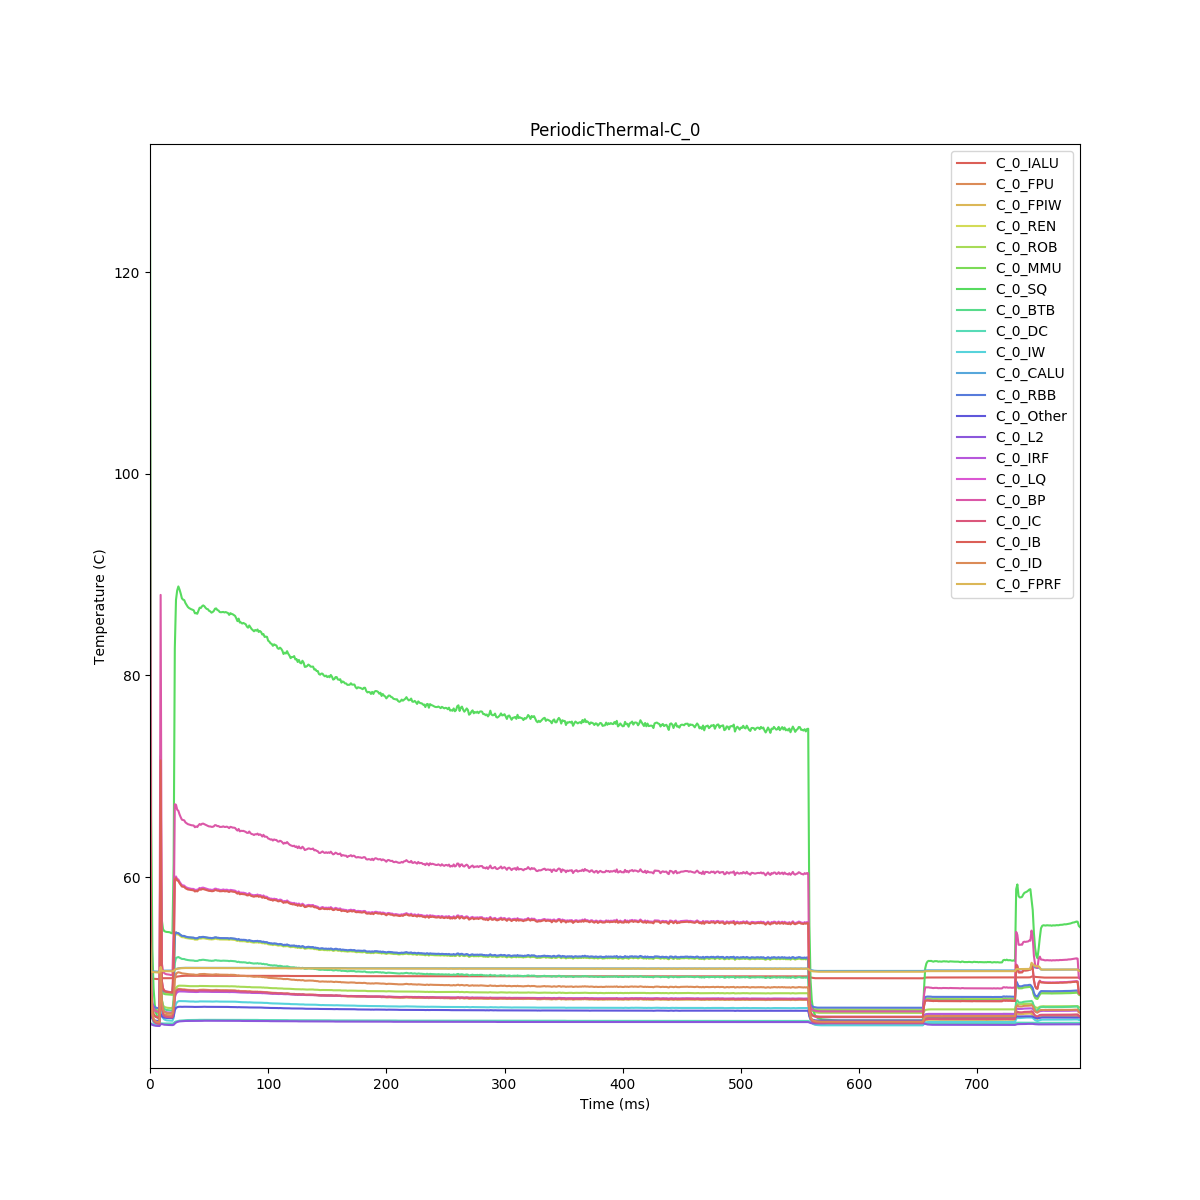 PeriodicThermal-C_0
C_0_IALU
C_0_FPU
C_0_FPIW
C_0_REN
C_0_ROB
C_0_MMU
C_0_SQ
C_0_BTB
C_0_DC
C_0_IW
C_0_CALU
C_0_RBB
C_0_Other
C_0_L2
C_0_IRF
C_0_LQ
C_0_BP
C_0_IC
C_0_IB
C_0_ID
C_0_FPRF
120
100
80
60
Temperature (C)
0 100 200 300 400 500 600 700
Time (ms)